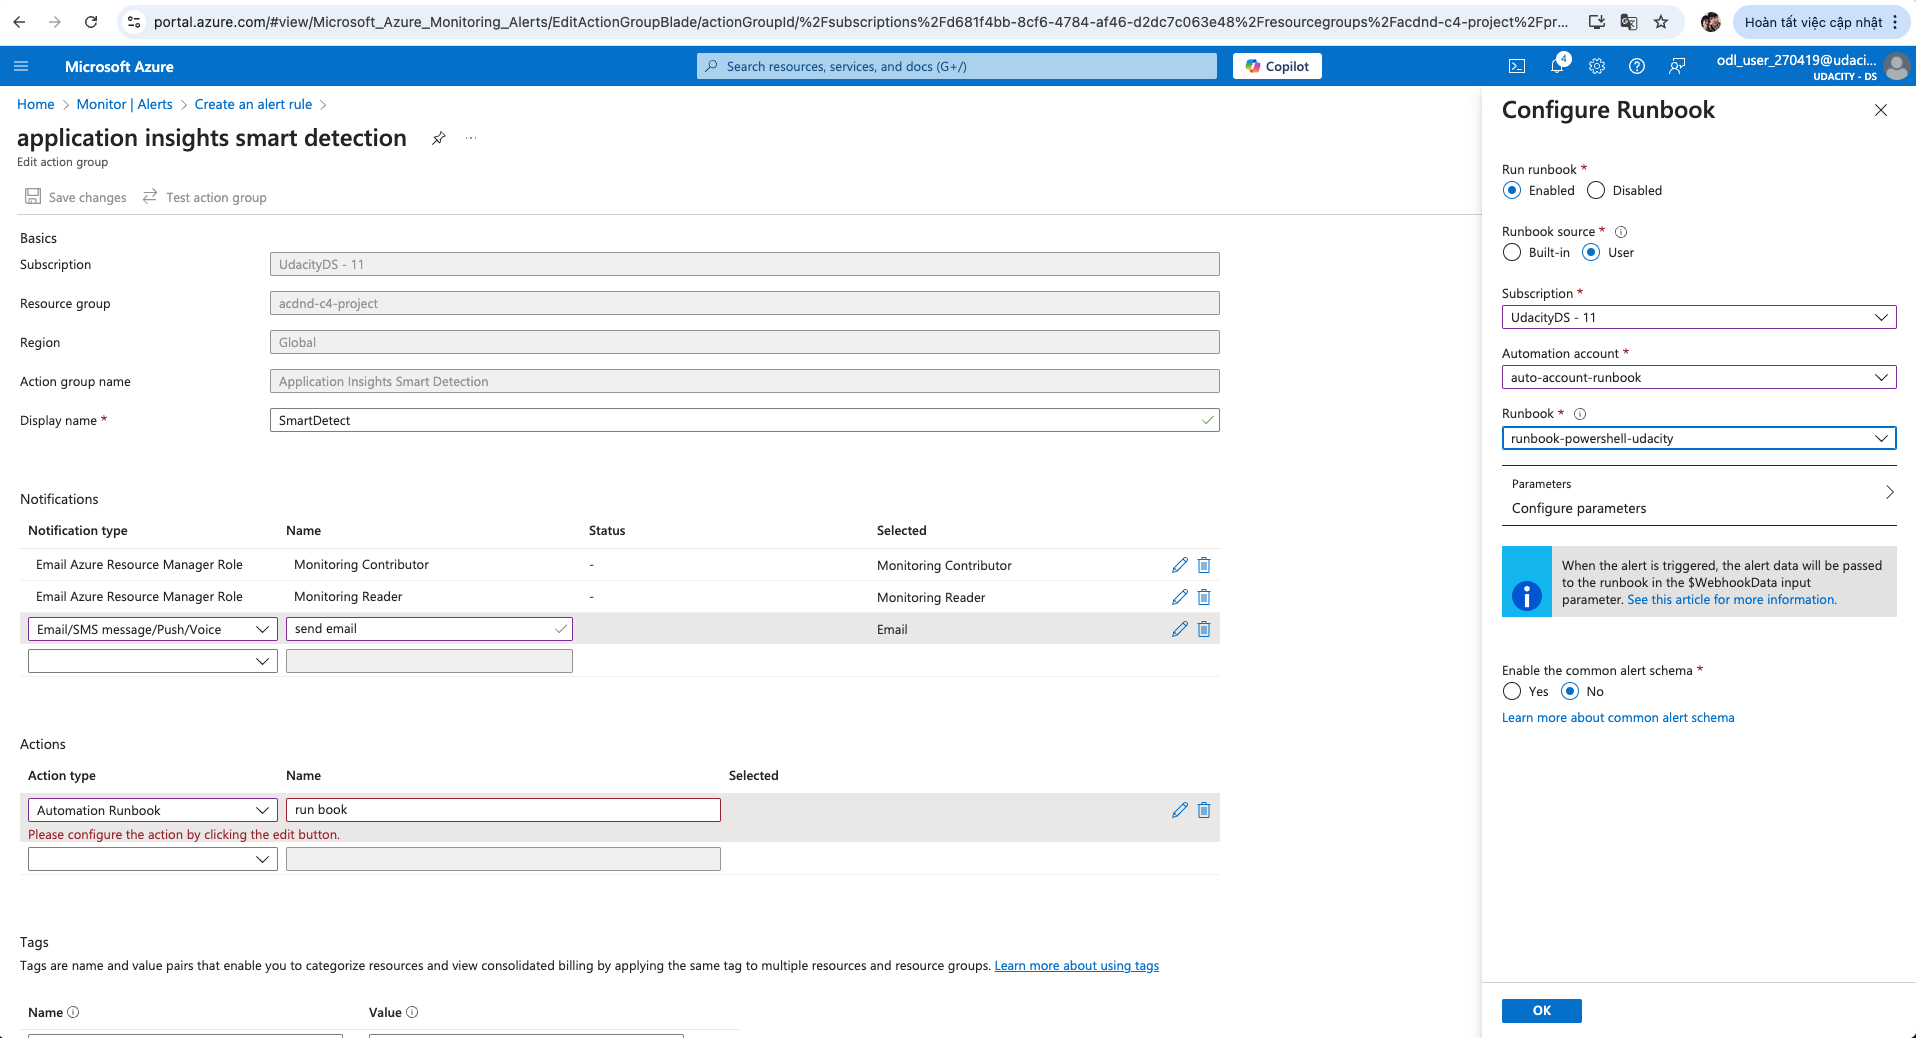 portal.azure.com/#view/Microsoft_Azure_Monitoring_Alerts/EditActionGroupBlade/actionGroupId/%2Fsubscriptions%2Fd681f4bb-8cf6-4784-af46-d2dc7c063e48%2Fresourcegroups%2Facdnd-c4-project%2Fpr...
Hoàn tất việc cập nhật
Microsoft Azure
Search resources, services, and docs (G+/)
Copilot
4
odl_user_270419@udaci...
UDACITY - DS
Home > Monitor | Alerts > Create an alert rule >
application insights smart detection
...
Edit action group
Save changes
Test action group
Basics
Subscription
UdacityDS - 11
Resource group
acdnd-c4-project
Region
Global
Action group name
Application Insights Smart Detection
Display name *
SmartDetect
Notifications
Notification type Name Status Selected
Email Azure Resource Manager Role Monitoring Contributor - Monitoring Contributor
Email Azure Resource Manager Role Monitoring Reader - Monitoring Reader
Email/SMS message/Push/Voice send email Email
Actions
Action type Name Selected
Automation Runbook run book
Please configure the action by clicking the edit button.
Tags
Tags are name and value pairs that enable you to categorize resources and view consolidated billing by applying the same tag to multiple resources and resource groups. Learn more about using tags
Name Value
Configure Runbook
Run runbook *
Enabled Disabled
Runbook source *
Built-in User
Subscription *
UdacityDS - 11
Automation account *
auto-account-runbook
Runbook *
runbook-powershell-udacity
Parameters
Configure parameters
When the alert is triggered, the alert data will be passed
to the runbook in the $WebhookData input
parameter. See this article for more information.
Enable the common alert schema *
Yes No
Learn more about common alert schema
OK